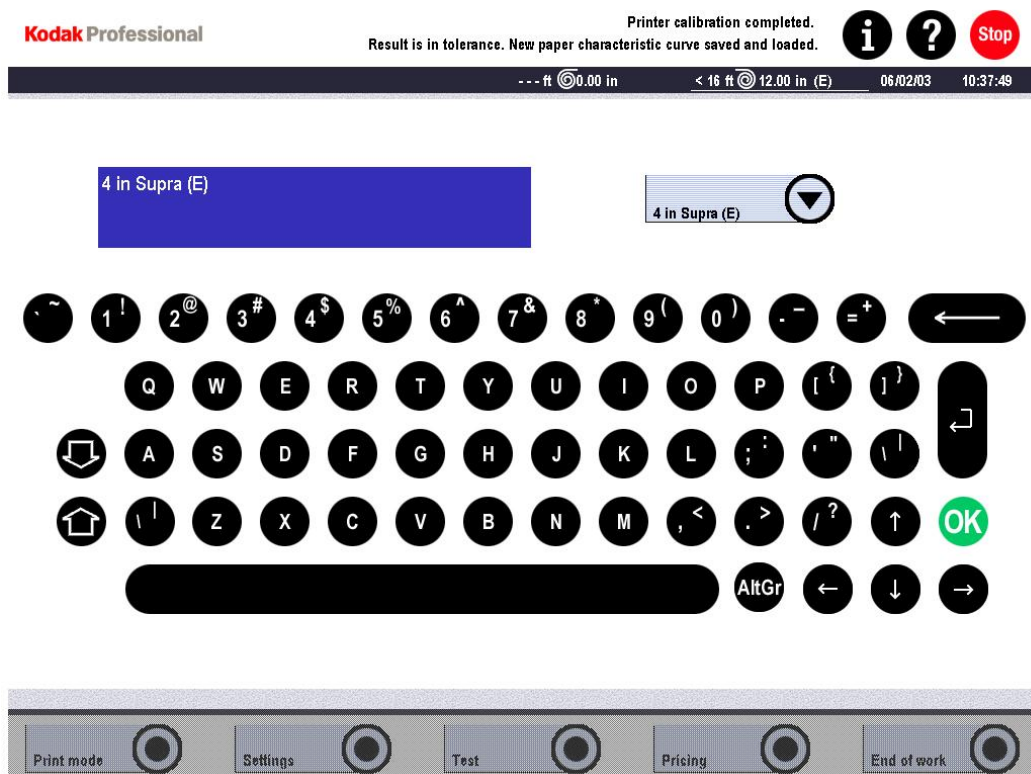 Kodak Professional
Printer calibration completed.
Result is in tolerance. New paper characteristic curve saved and loaded.
i ? Stop
- - - ft 0.00 in < 16 ft 12.00 in (E) 06/02/03 10:37:49
4 in Supra (E)
4 in Supra (E)
` ~ 1 ! 2 @ 3 # 4 $ 5 % 6 ^ 7 & 8 * 9 ( 0 ) - _ = + ←
Q W E R T Y U I O P [ { ] }
A S D F G H J K L ; : ' " \ |
\ | Z X C V B N M , < . > / ? ↑ OK
AltGr ← ↓ →
Print mode Settings Test Pricing End of work